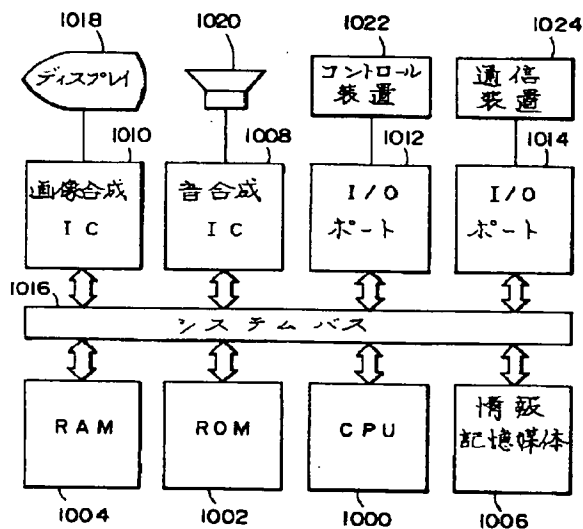 1018
1020
1022
1024
ディスプレイ
コントロール
装置
通信
装置
1010
1008
1012
1014
画像合成
IC
音合成
IC
I/O
ポート
I/O
ポート
1016
システムバス
RAM
ROM
CPU
情報
記憶媒体
1004
1002
1000
1006